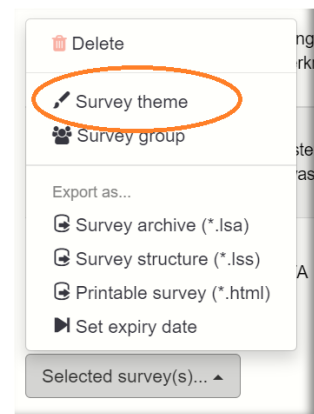 Delete
Survey theme
Survey group
Export as...
Survey archive (*.lsa)
Survey structure (*.lss)
Printable survey (*.html)
Set expiry date
Selected survey(s)...